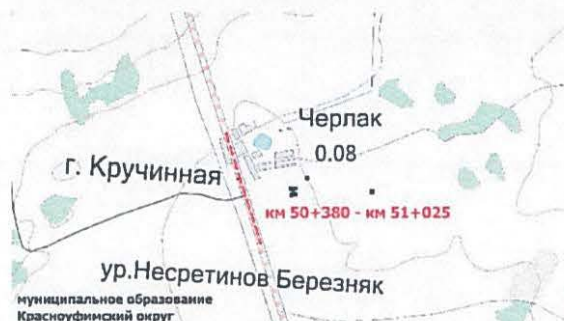 Черлак
0.08
г. Кручинная
км 50+380 - км 51+025
ур.Несретинов Березняк
муниципальное образование
Красноуфимский округ